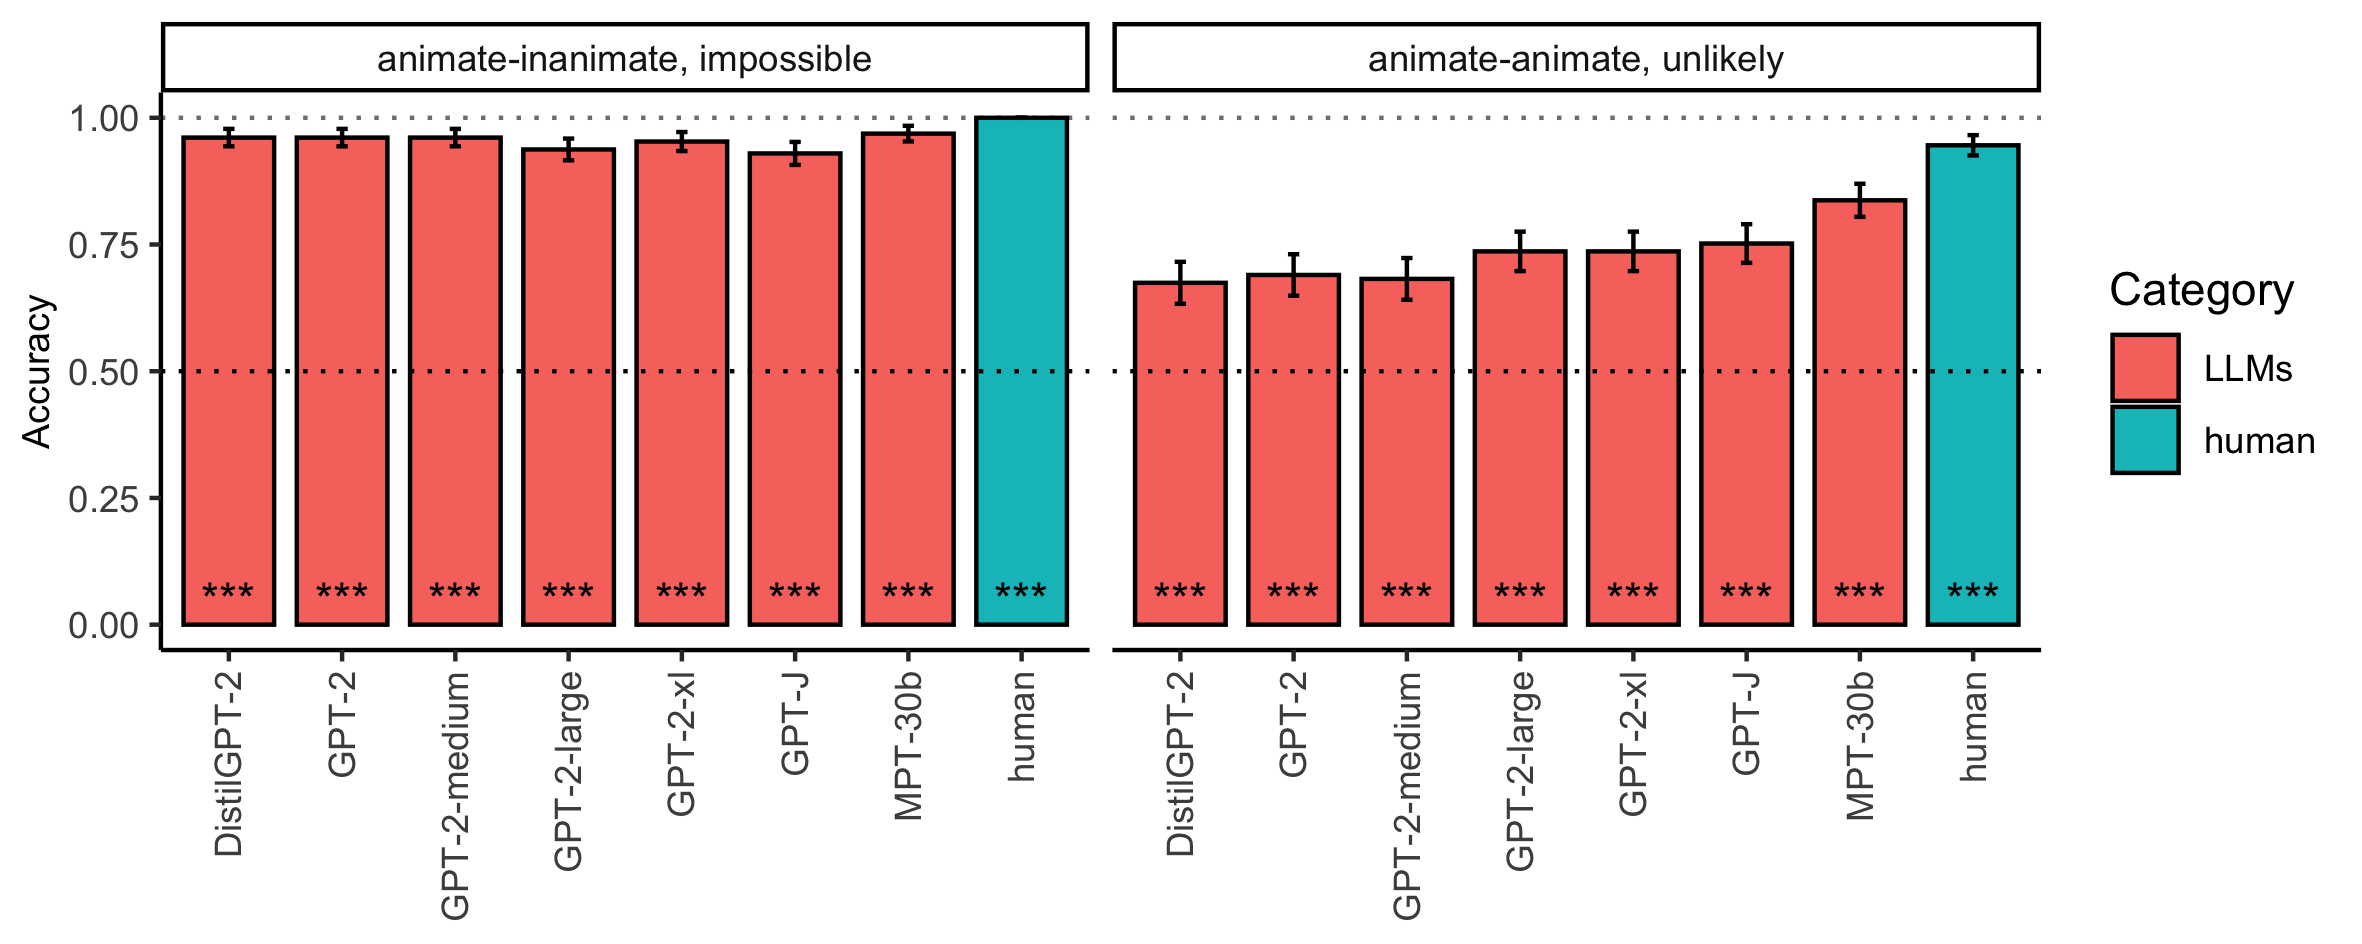 animate-inanimate, impossible
animate-animate, unlikely
Accuracy
1.00
0.75
0.50
0.25
0.00
*** *** *** *** *** *** *** ***
*** *** *** *** *** *** *** ***
DistilGPT-2
GPT-2
GPT-2-medium
GPT-2-large
GPT-2-xl
GPT-J
MPT-30b
human
DistilGPT-2
GPT-2
GPT-2-medium
GPT-2-large
GPT-2-xl
GPT-J
MPT-30b
human
Category
LLMs
human